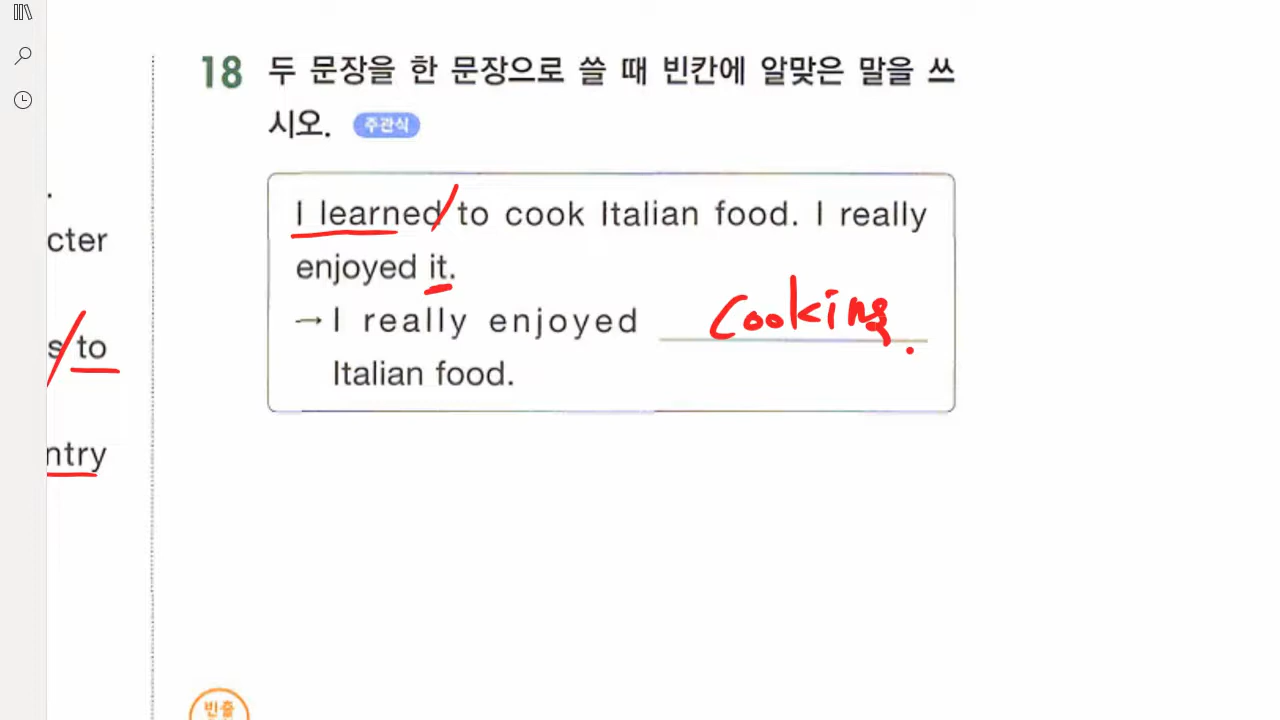 18 두 문장을 한 문장으로 쓸 때 빈칸에 알맞은 말을 쓰
시오. 주관식
I learned to cook Italian food. I really
enjoyed it.
→ I really enjoyed cooking
Italian food.
.
cter
s to
ntry
빈출